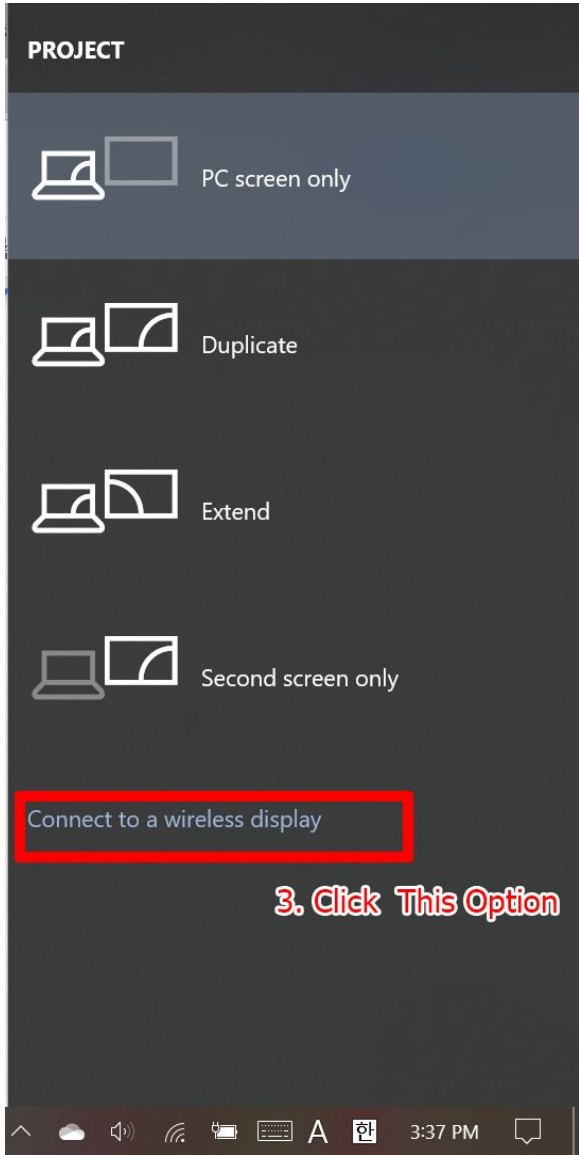 PROJECT
PC screen only
Duplicate
Extend
Second screen only
Connect to a wireless display
3. Click This Option
A 한 3:37 PM